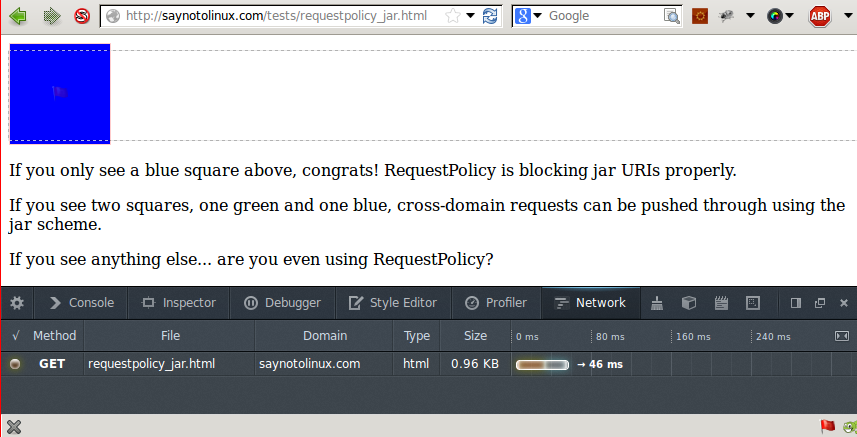 http://saynotolinux.com/tests/requestpolicy_jar.html
Google
ABP
If you only see a blue square above, congrats! RequestPolicy is blocking jar URIs properly.
If you see two squares, one green and one blue, cross-domain requests can be pushed through using the
jar scheme.
If you see anything else... are you even using RequestPolicy?
Console Inspector Debugger Style Editor Profiler Network
√ Method File Domain Type Size 0 ms 80 ms 160 ms 240 ms
GET requestpolicy_jar.html saynotolinux.com html 0.96 KB → 46 ms